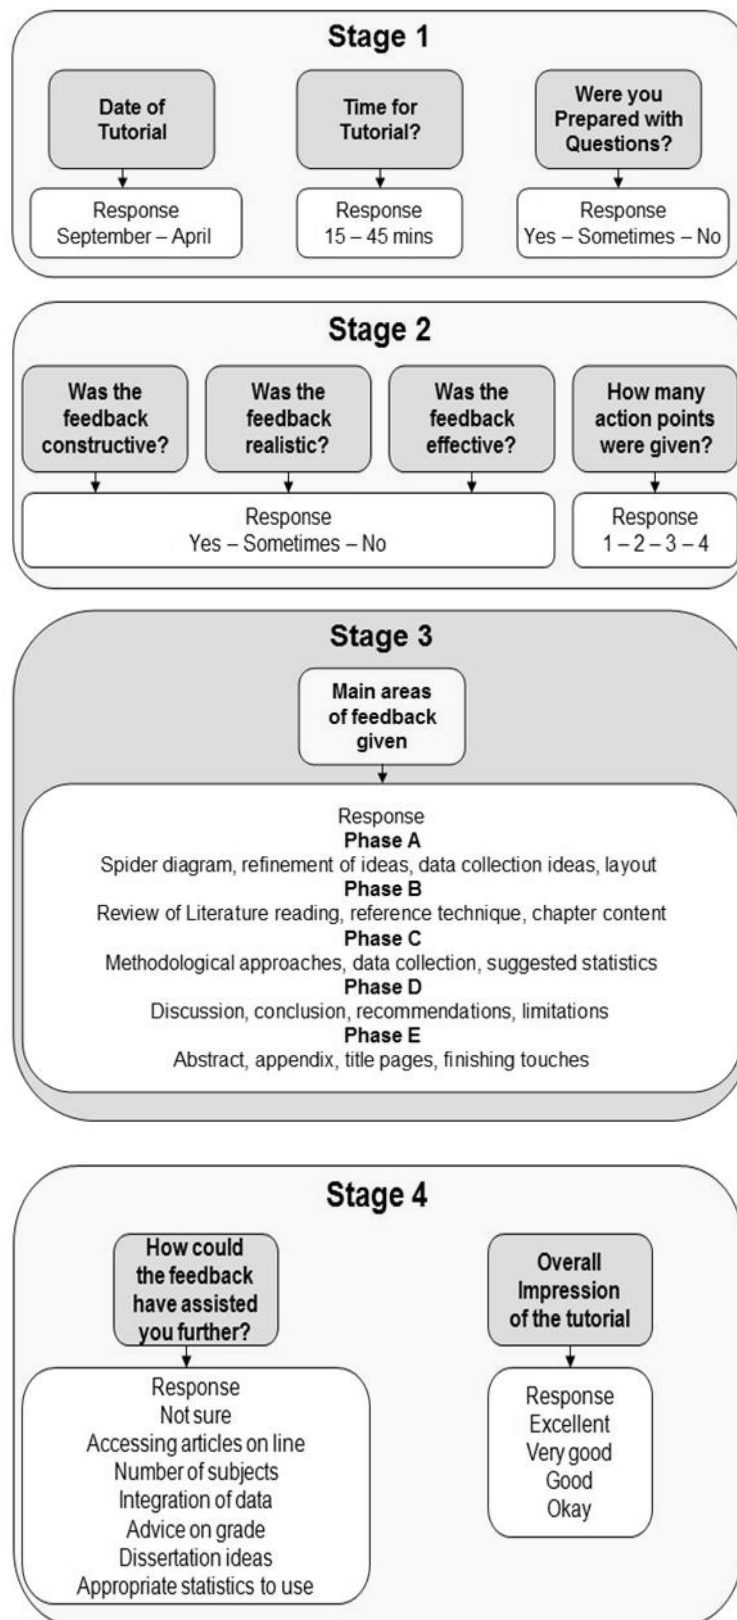 Stage 1
Date of
Tutorial
Time for
Tutorial?
Were you
Prepared with
Questions?
Response
September – April
Response
15 – 45 mins
Response
Yes – Sometimes – No
Stage 2
Was the
feedback
constructive?
Was the
feedback
realistic?
Was the
feedback
effective?
How many
action points
were given?
Response
Yes – Sometimes – No
Response
1 – 2 – 3 – 4
Stage 3
Main areas
of feedback
given
Response
Phase A
Spider diagram, refinement of ideas, data collection ideas, layout
Phase B
Review of Literature reading, reference technique, chapter content
Phase C
Methodological approaches, data collection, suggested statistics
Phase D
Discussion, conclusion, recommendations, limitations
Phase E
Abstract, appendix, title pages, finishing touches
Stage 4
How could
the feedback
have assisted
you further?
Overall
Impression
of the tutorial
Response
Not sure
Accessing articles on line
Number of subjects
Integration of data
Advice on grade
Dissertation ideas
Appropriate statistics to use
Response
Excellent
Very good
Good
Okay